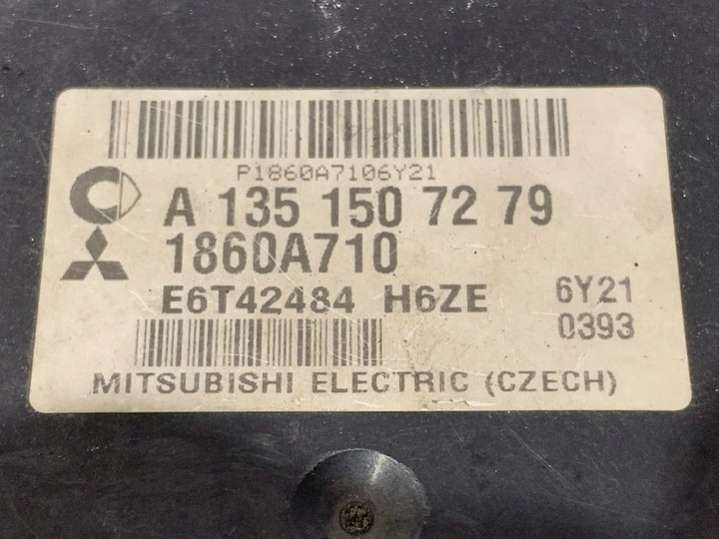 P1860A7106Y21
A 135 150 72 79
1860A710
E6T42484 H6ZE 6Y21
0393
MITSUBISHI ELECTRIC (CZECH)